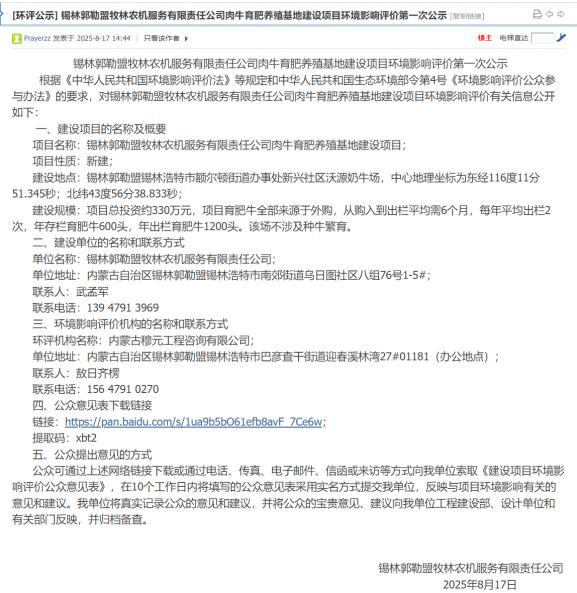 [环评公示] 锡林郭勒盟牧林农机服务有限责任公司肉牛育肥养殖基地建设项目环境影响评价第一次公示 [复制链接]
Prayerzz 发表于 2025-8-17 14:44 | 只看该作者
楼主 电梯直达
锡林郭勒盟牧林农机服务有限责任公司肉牛育肥养殖基地建设项目环境影响评价第一次公示
根据《中华人民共和国环境影响评价法》等规定和中华人民共和国生态环境部令第4号《环境影响评价公众参
与办法》的要求，对锡林郭勒盟牧林农机服务有限责任公司肉牛育肥养殖基地建设项目环境影响评价有关信息公开
如下：
一、建设项目的名称及概要
项目名称：锡林郭勒盟牧林农机服务有限责任公司肉牛育肥养殖基地建设项目；
项目性质：新建；
建设地点：锡林郭勒盟锡林浩特市额尔顿街道办事处新兴社区沃源奶牛场，中心地理坐标为东经116度11分
51.345秒；北纬43度56分38.833秒；
建设规模：项目总投资约330万元，项目育肥牛全部来源于外购，从购入到出栏平均需6个月，每年平均出栏2
次，年存栏育肥牛600头，年出栏育肥牛1200头。该场不涉及种牛繁育。
二、建设单位的名称和联系方式
单位名称：锡林郭勒盟牧林农机服务有限责任公司；
单位地址：内蒙古自治区锡林郭勒盟锡林浩特市南郊街道乌日图社区八组76号1-5#；
联系人：武孟军
联系电话：139 4791 3969
三、环境影响评价机构的名称和联系方式
环评机构名称：内蒙古穆元工程咨询有限公司；
单位地址：内蒙古自治区锡林郭勒盟锡林浩特市巴彦查干街道迎春溪林湾27#01181（办公地点）；
联系人：敖日齐楞
联系电话：156 4791 0270
四、公众意见表下载链接
链接：https://pan.baidu.com/s/1ua9b5bO61efb8avF_7Ce6w；
提取码：xbt2
五、公众提出意见的方式
公众可通过上述网络链接下载或通过电话、传真、电子邮件、信函或来访等方式向我单位索取《建设项目环境影
响评价公众意见表》，在10个工作日内将填写的公众意见表采用实名方式提交我单位，反映与项目环境影响有关的
意见和建议。我单位将真实记录公众的意见和建议，并将公众的宝贵意见、建议向我单位工程建设部、设计单位和
有关部门反映，并归档备查。
锡林郭勒盟牧林农机服务有限责任公司
2025年8月17日